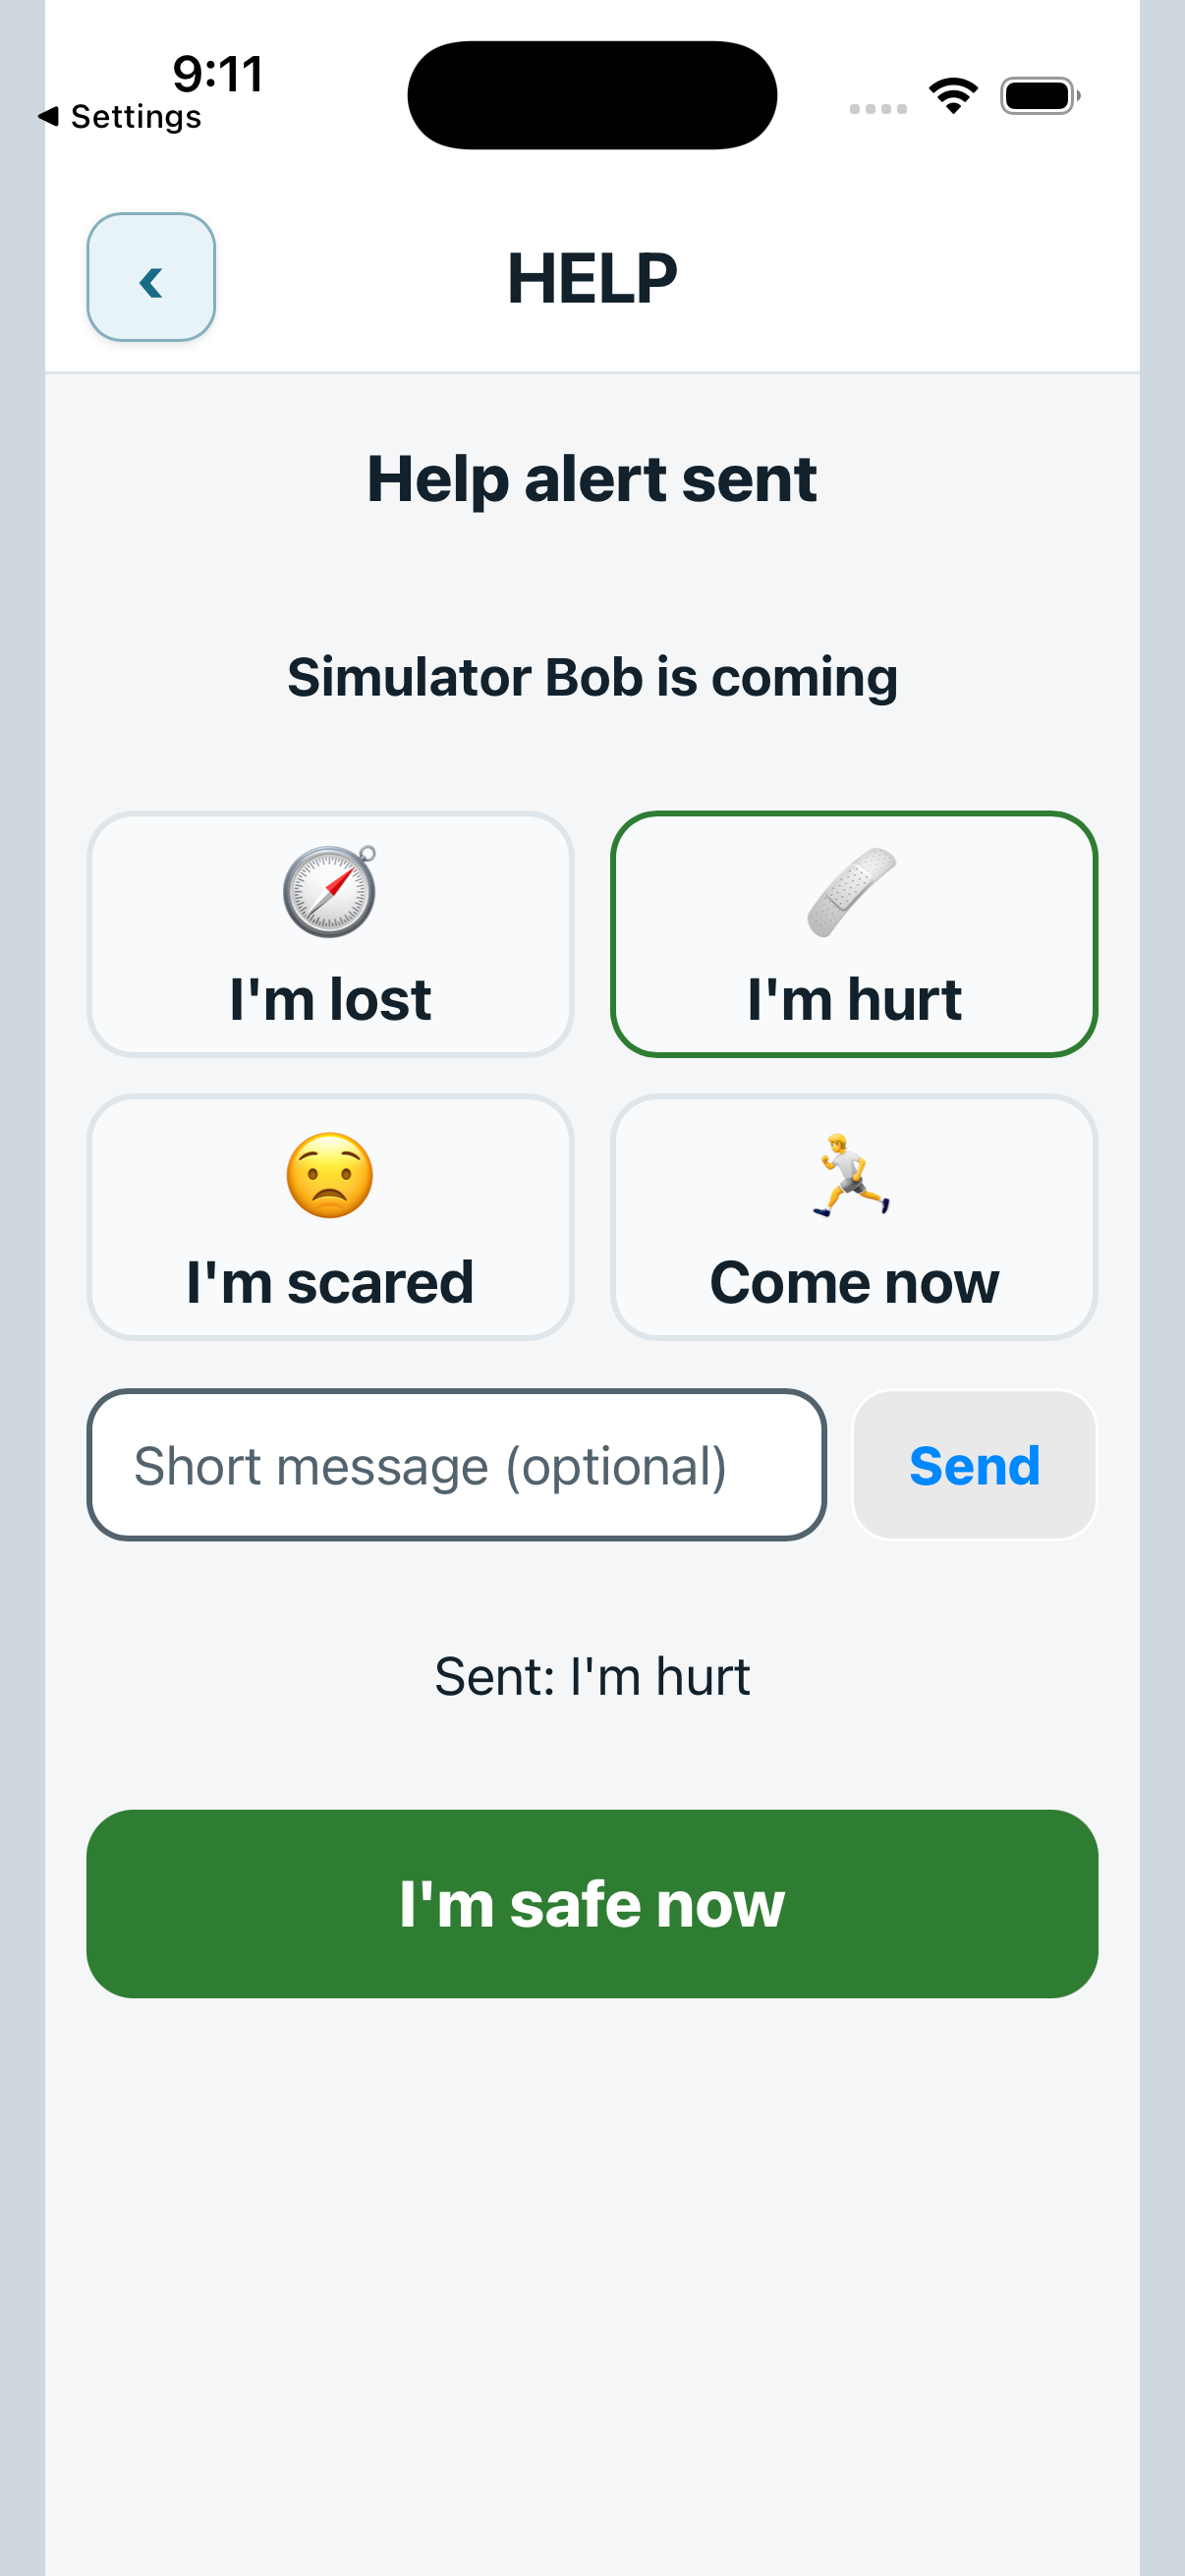 9:11
◀ Settings
‹
HELP
Help alert sent
Simulator Bob is coming
I'm lost
I'm hurt
I'm scared
Come now
Short message (optional)
Send
Sent: I'm hurt
I'm safe now